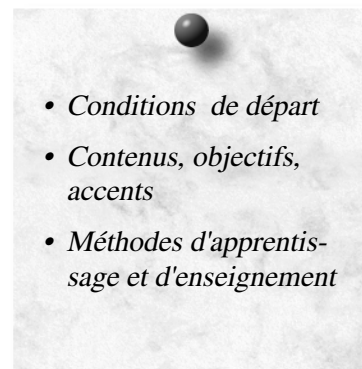 • Conditions de départ
• Contenus, objectifs,
accents
• Méthodes d'apprentis-
sage et d'enseignement